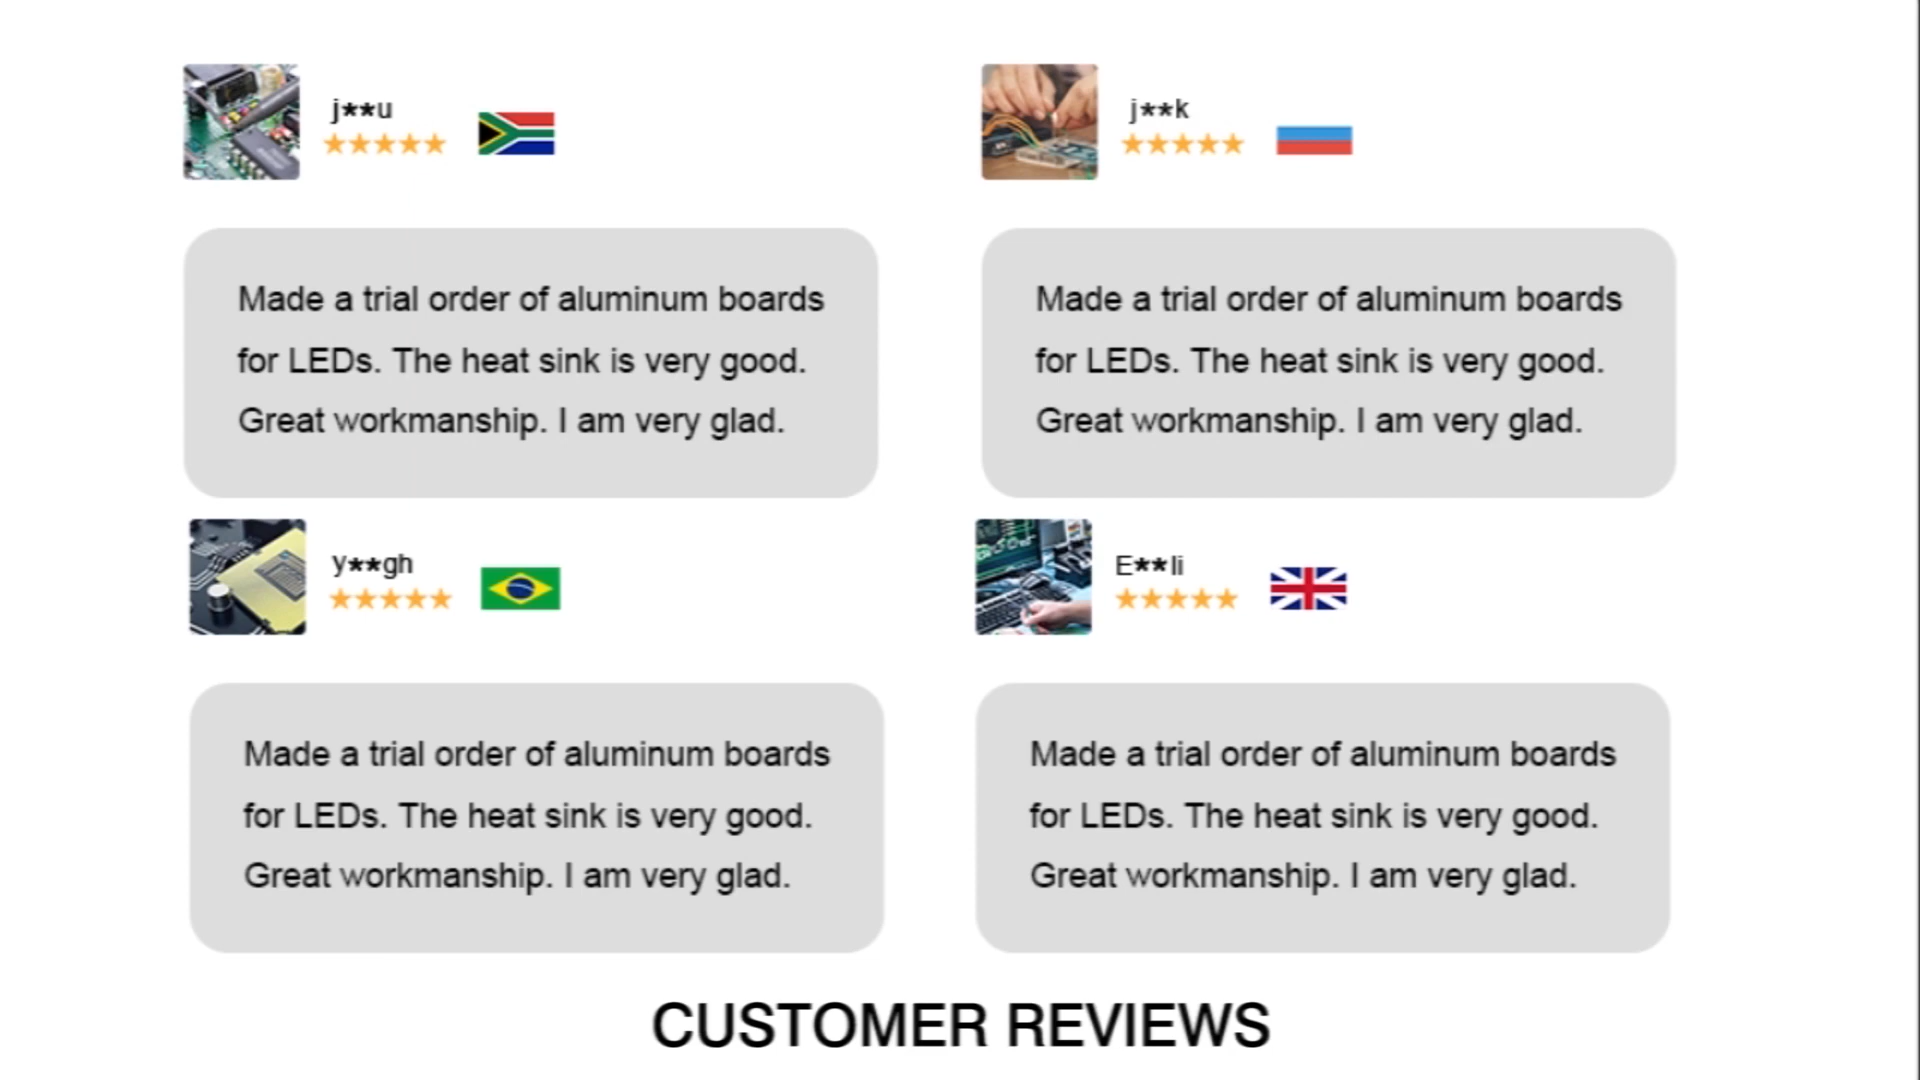 j**u
j**k
Made a trial order of aluminum boards
for LEDs. The heat sink is very good.
Great workmanship. I am very glad.
Made a trial order of aluminum boards
for LEDs. The heat sink is very good.
Great workmanship. I am very glad.
y**gh
E**li
Made a trial order of aluminum boards
for LEDs. The heat sink is very good.
Great workmanship. I am very glad.
Made a trial order of aluminum boards
for LEDs. The heat sink is very good.
Great workmanship. I am very glad.
CUSTOMER REVIEWS